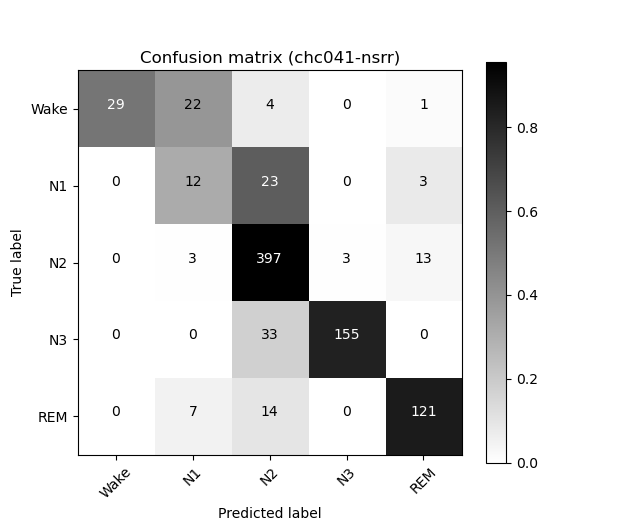 Confusion matrix (chc041-nsrr)
Wake 29 22 4 0 1
N1 0 12 23 0 3
N2 0 3 397 3 13
N3 0 0 33 155 0
REM 0 7 14 0 121
Wake N1 N2 N3 REM
True label
Predicted label
0.8
0.6
0.4
0.2
0.0